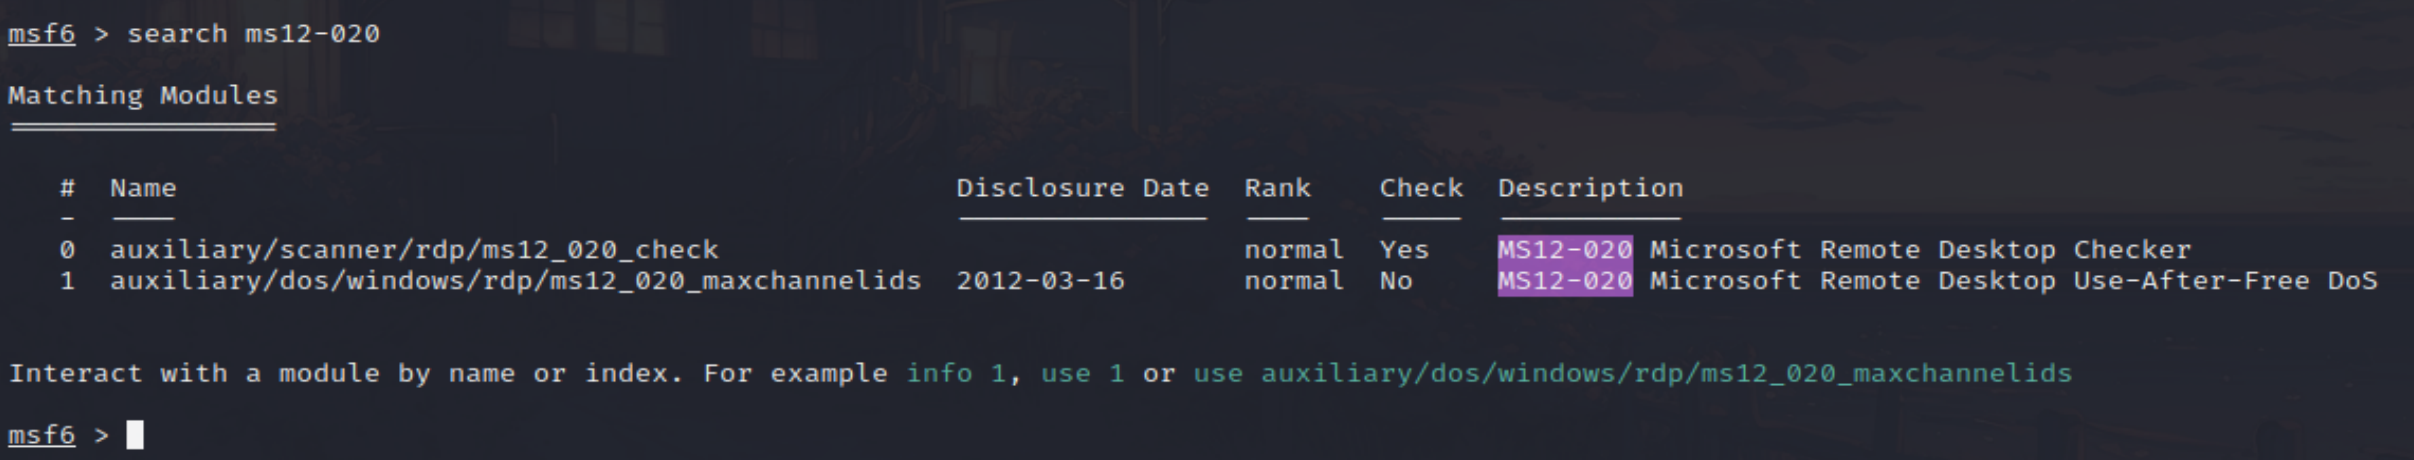 msf6 > search ms12-020
Matching Modules
================
# Name Disclosure Date Rank Check Description
- ---- --------------- ---- ----- -----------
0 auxiliary/scanner/rdp/ms12_020_check normal Yes MS12-020 Microsoft Remote Desktop Checker
1 auxiliary/dos/windows/rdp/ms12_020_maxchannelids 2012-03-16 normal No MS12-020 Microsoft Remote Desktop Use-After-Free DoS
Interact with a module by name or index. For example info 1, use 1 or use auxiliary/dos/windows/rdp/ms12_020_maxchannelids
msf6 >